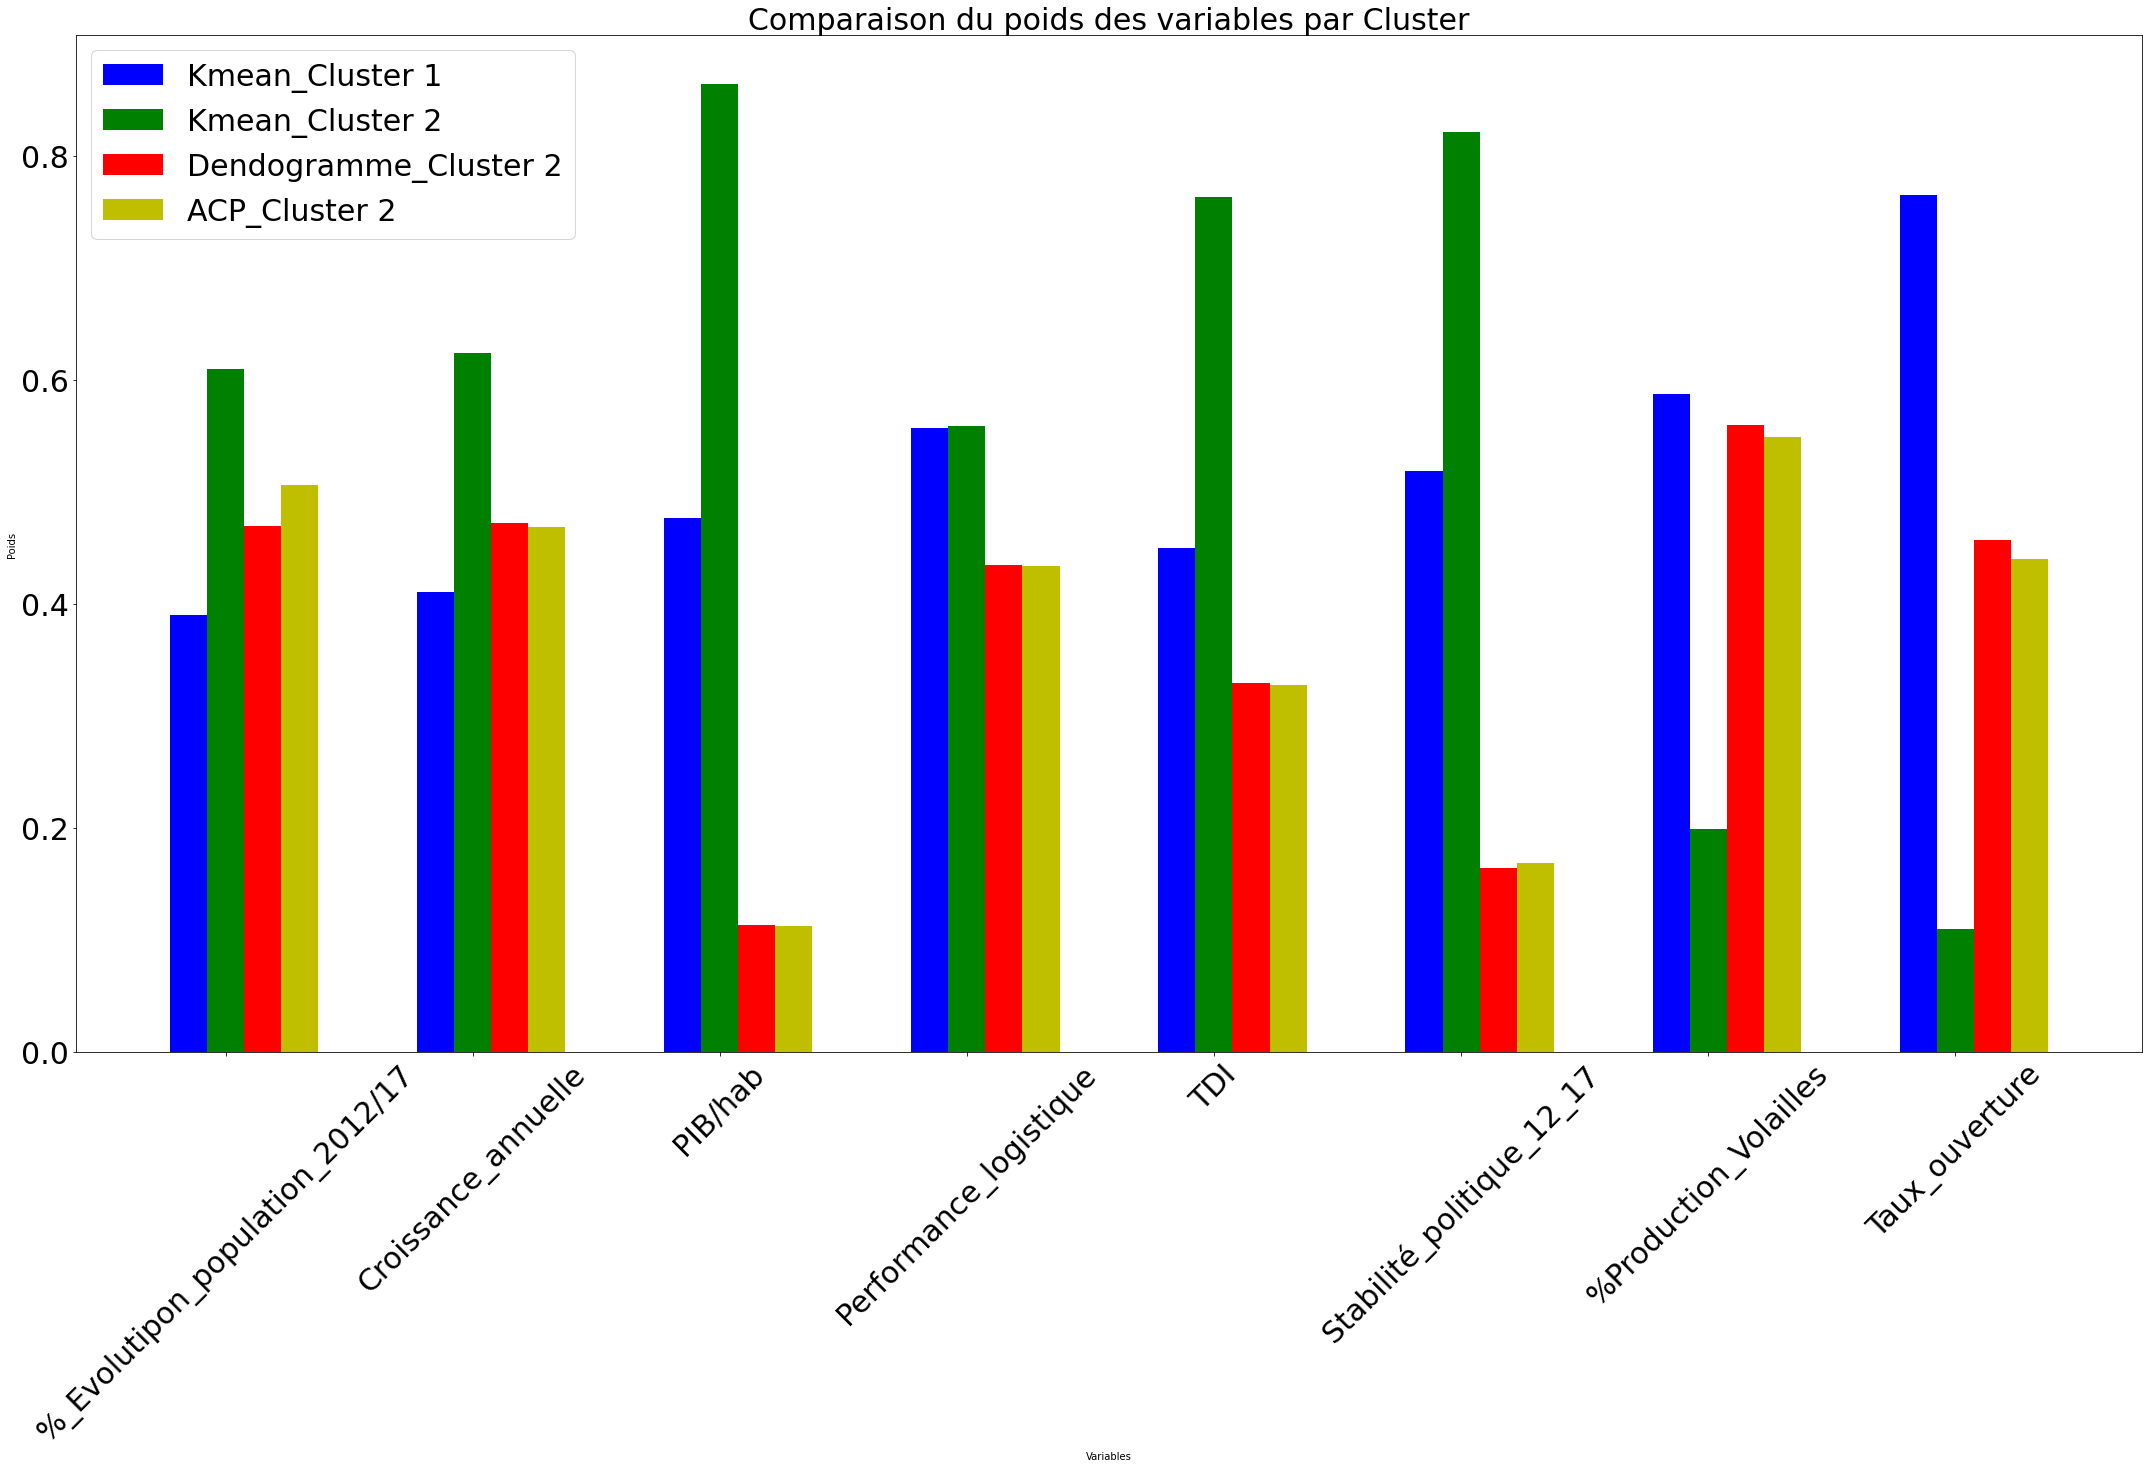 Comparaison du poids des variables par Cluster
Kmean_Cluster 1
Kmean_Cluster 2
Dendogramme_Cluster 2
ACP_Cluster 2
0.8
0.6
0.4
0.2
0.0
Poids
%_Evolutipon_population_2012/17
Croissance_annuelle
PIB/hab
Performance_logistique
TDI
Stabilité_politique_12_17
%Production_Volailles
Taux_ouverture
Variables